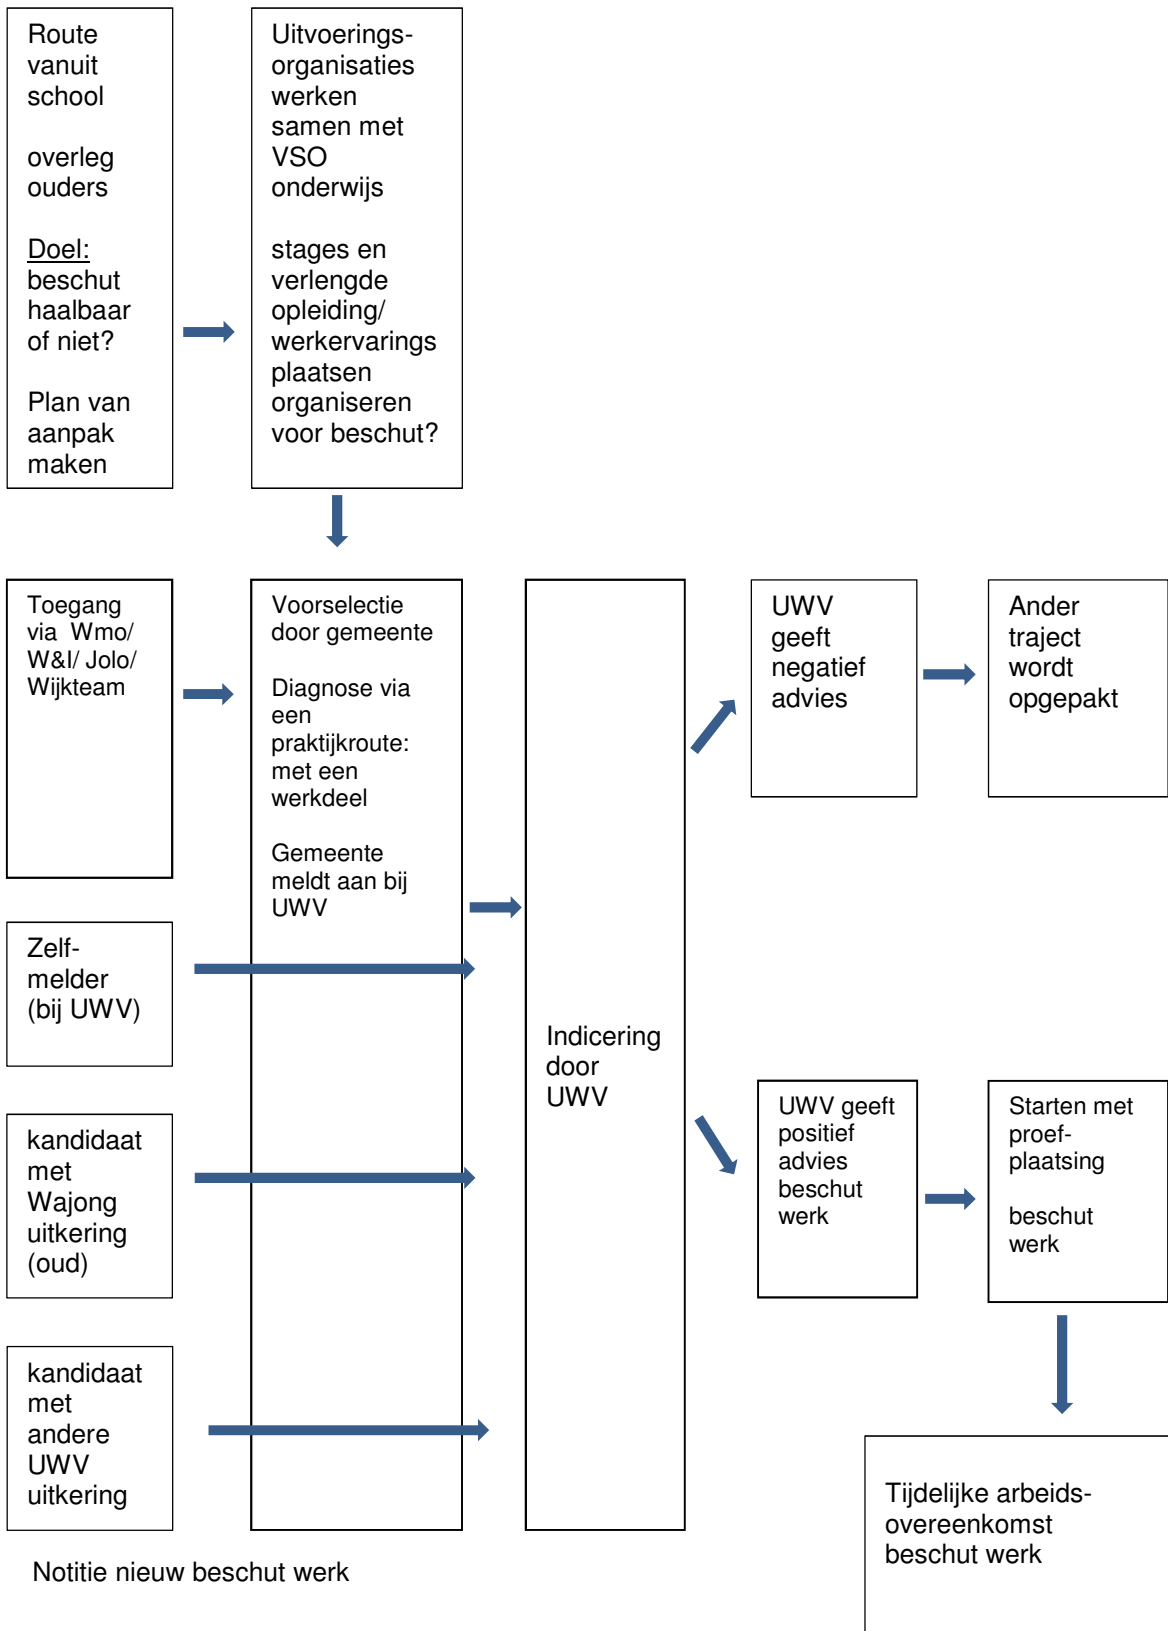 Route
vanuit
school
overleg
ouders
Doel:
beschut
haalbaar
of niet?
Plan van
aanpak
maken
Uitvoerings-
organisaties
werken
samen met
VSO
onderwijs
stages en
verlengde
opleiding/
werkervarings
plaatsen
organiseren
voor beschut?
Toegang
via Wmo/
W&I/ Jolo/
Wijkteam
Voorselectie
door gemeente
Diagnose via
een
praktijkroute:
met een
werkdeel
Gemeente
meldt aan bij
UWV
Zelf-
melder
(bij UWV)
kandidaat
met
Wajong
uitkering
(oud)
kandidaat
met
andere
UWV
uitkering
Indicering
door
UWV
UWV
geeft
negatief
advies
Ander
traject
wordt
opgepakt
UWV geeft
positief
advies
beschut
werk
Starten met
proef-
plaatsing
beschut
werk
Tijdelijke arbeids-
overeenkomst
beschut werk
Notitie nieuw beschut werk